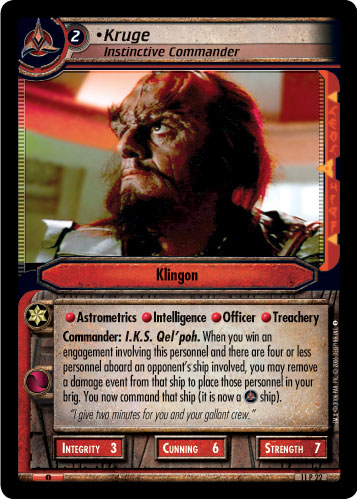 2 •Kruge
Instinctive Commander
Klingon
Astrometrics Intelligence Officer Treachery
Commander: I.K.S. Qel'poh. When you win an
engagement involving this personnel and there are four or less
personnel aboard an opponent's ship involved, you may remove
a damage event from that ship to place those personnel in your
brig. You now command that ship (it is now a ship).
"I give two minutes for you and your gallant crew."
Integrity 3 Cunning 6 Strength 7
11 P 22